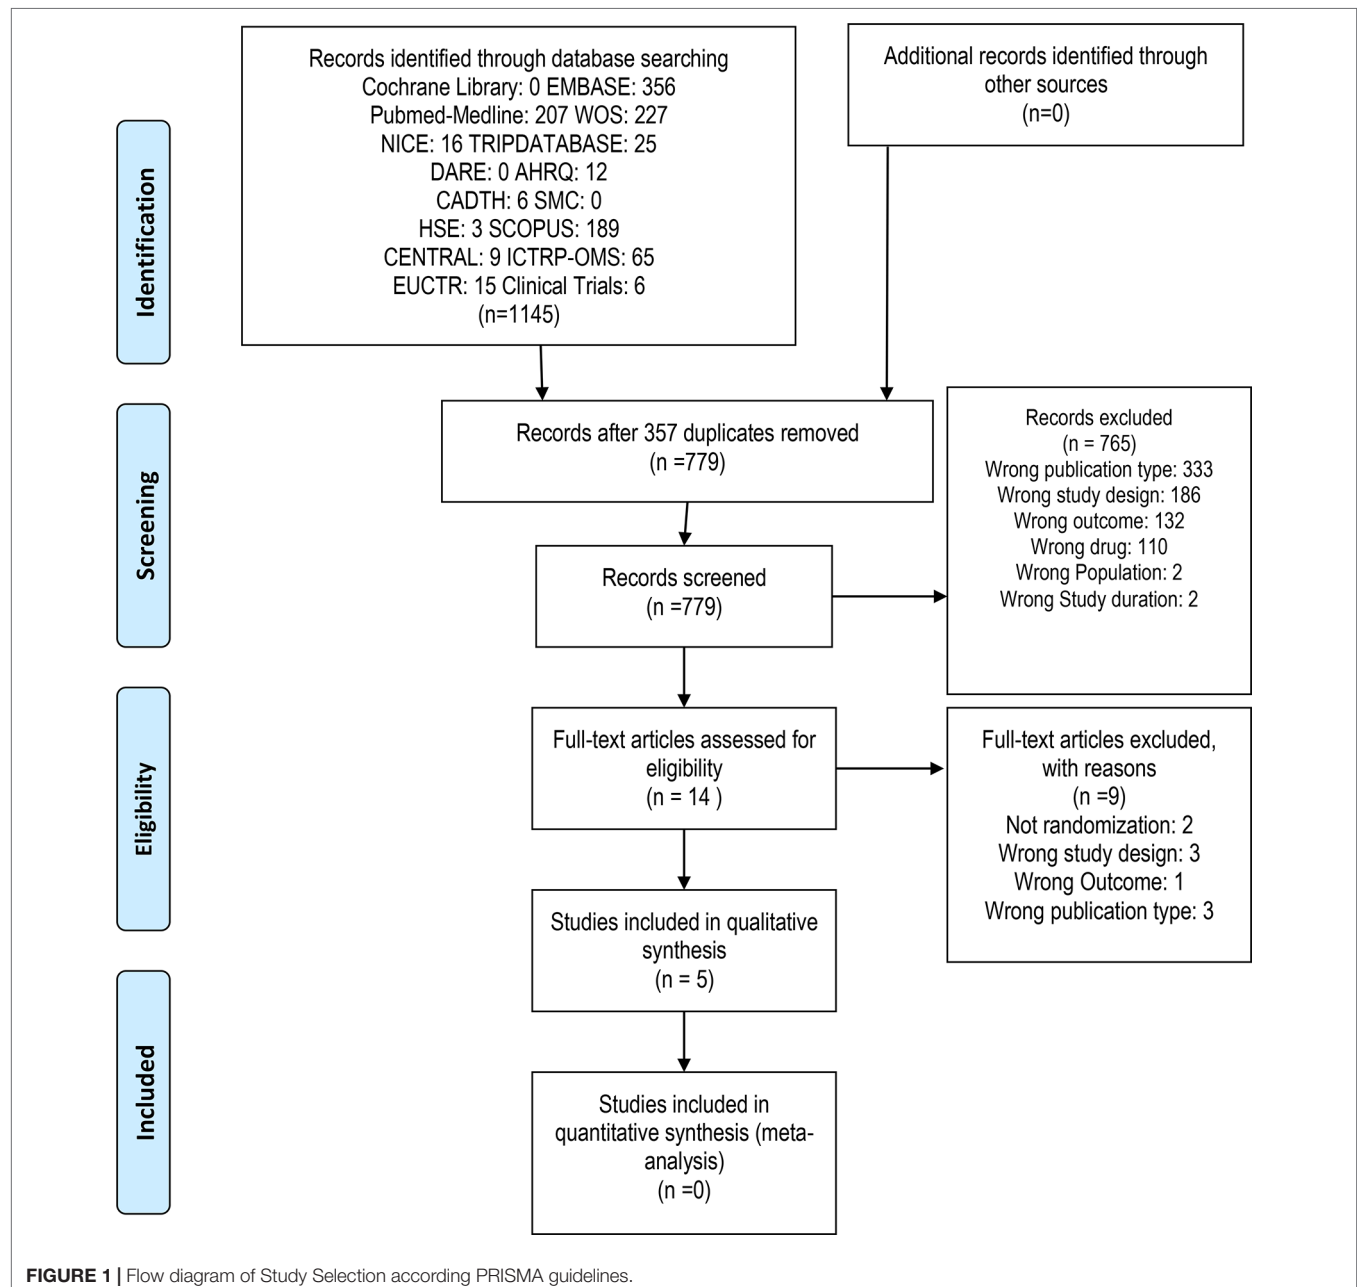 Records identified through database searching
Cochrane Library: 0 EMBASE: 356
Pubmed-Medline: 207 WOS: 227
NICE: 16 TRIPDATABASE: 25
DARE: 0 AHRQ: 12
CADTH: 6 SMC: 0
HSE: 3 SCOPUS: 189
CENTRAL: 9 ICTRP-OMS: 65
EUCTR: 15 Clinical Trials: 6
(n=1145)
Additional records identified through
other sources
(n=0)
Identification
Records after 357 duplicates removed
(n =779)
Records excluded
(n = 765)
Wrong publication type: 333
Wrong study design: 186
Wrong outcome: 132
Wrong drug: 110
Wrong Population: 2
Wrong Study duration: 2
Screening
Records screened
(n =779)
Full-text articles assessed for
eligibility
(n = 14 )
Full-text articles excluded,
with reasons
(n =9)
Not randomization: 2
Wrong study design: 3
Wrong Outcome: 1
Wrong publication type: 3
Eligibility
Studies included in qualitative
synthesis
(n = 5)
Included
Studies included in
quantitative synthesis (meta-
analysis)
(n =0)
FIGURE 1 | Flow diagram of Study Selection according PRISMA guidelines.